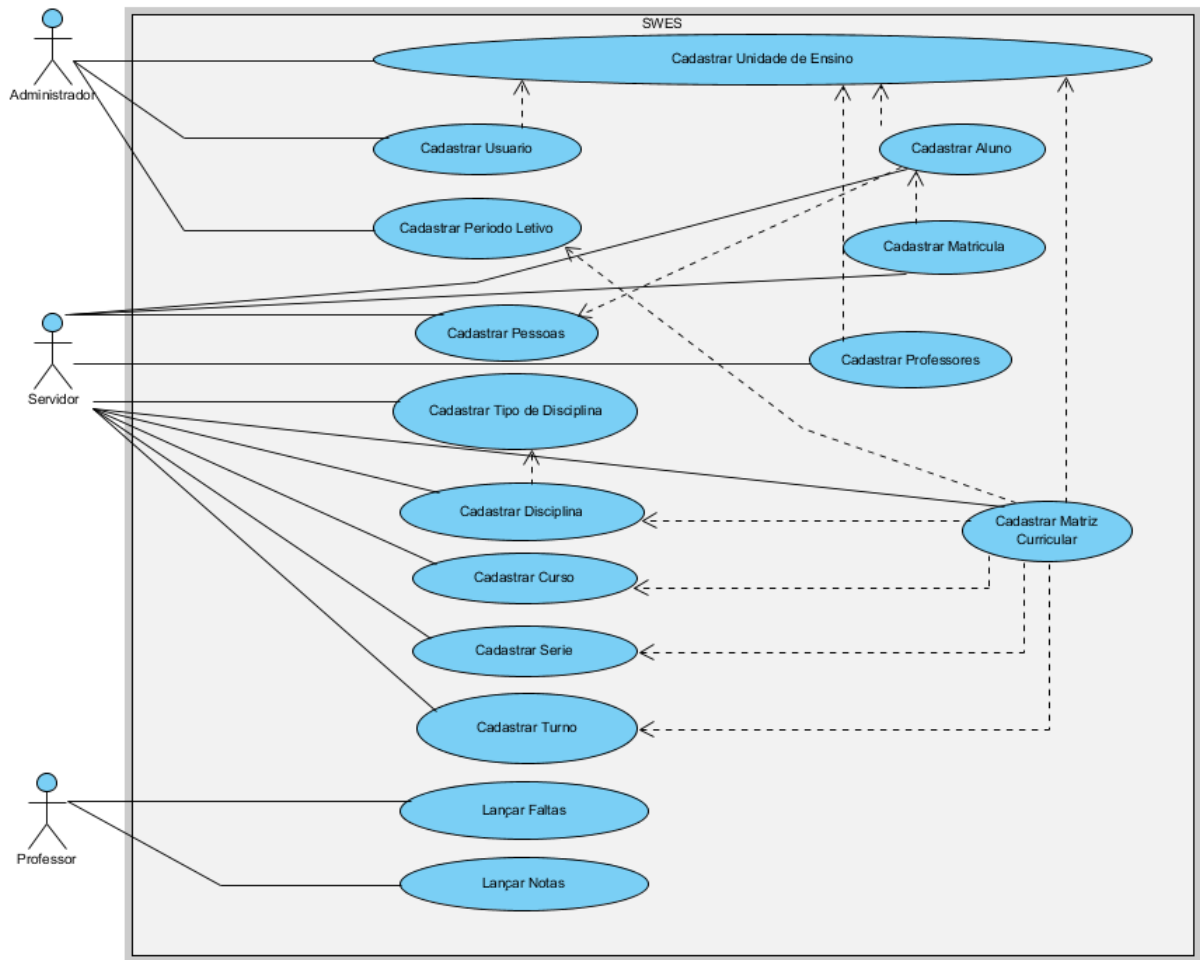 SWES
Cadastrar Unidade de Ensino
Administrador
Cadastrar Usuario
Cadastrar Aluno
Cadastrar Periodo Letivo
Cadastrar Matricula
Cadastrar Pessoas
Cadastrar Professores
Servidor
Cadastrar Tipo de Disciplina
Cadastrar Disciplina
Cadastrar Matriz
Curricular
Cadastrar Curso
Cadastrar Serie
Cadastrar Turno
Lançar Faltas
Professor
Lançar Notas